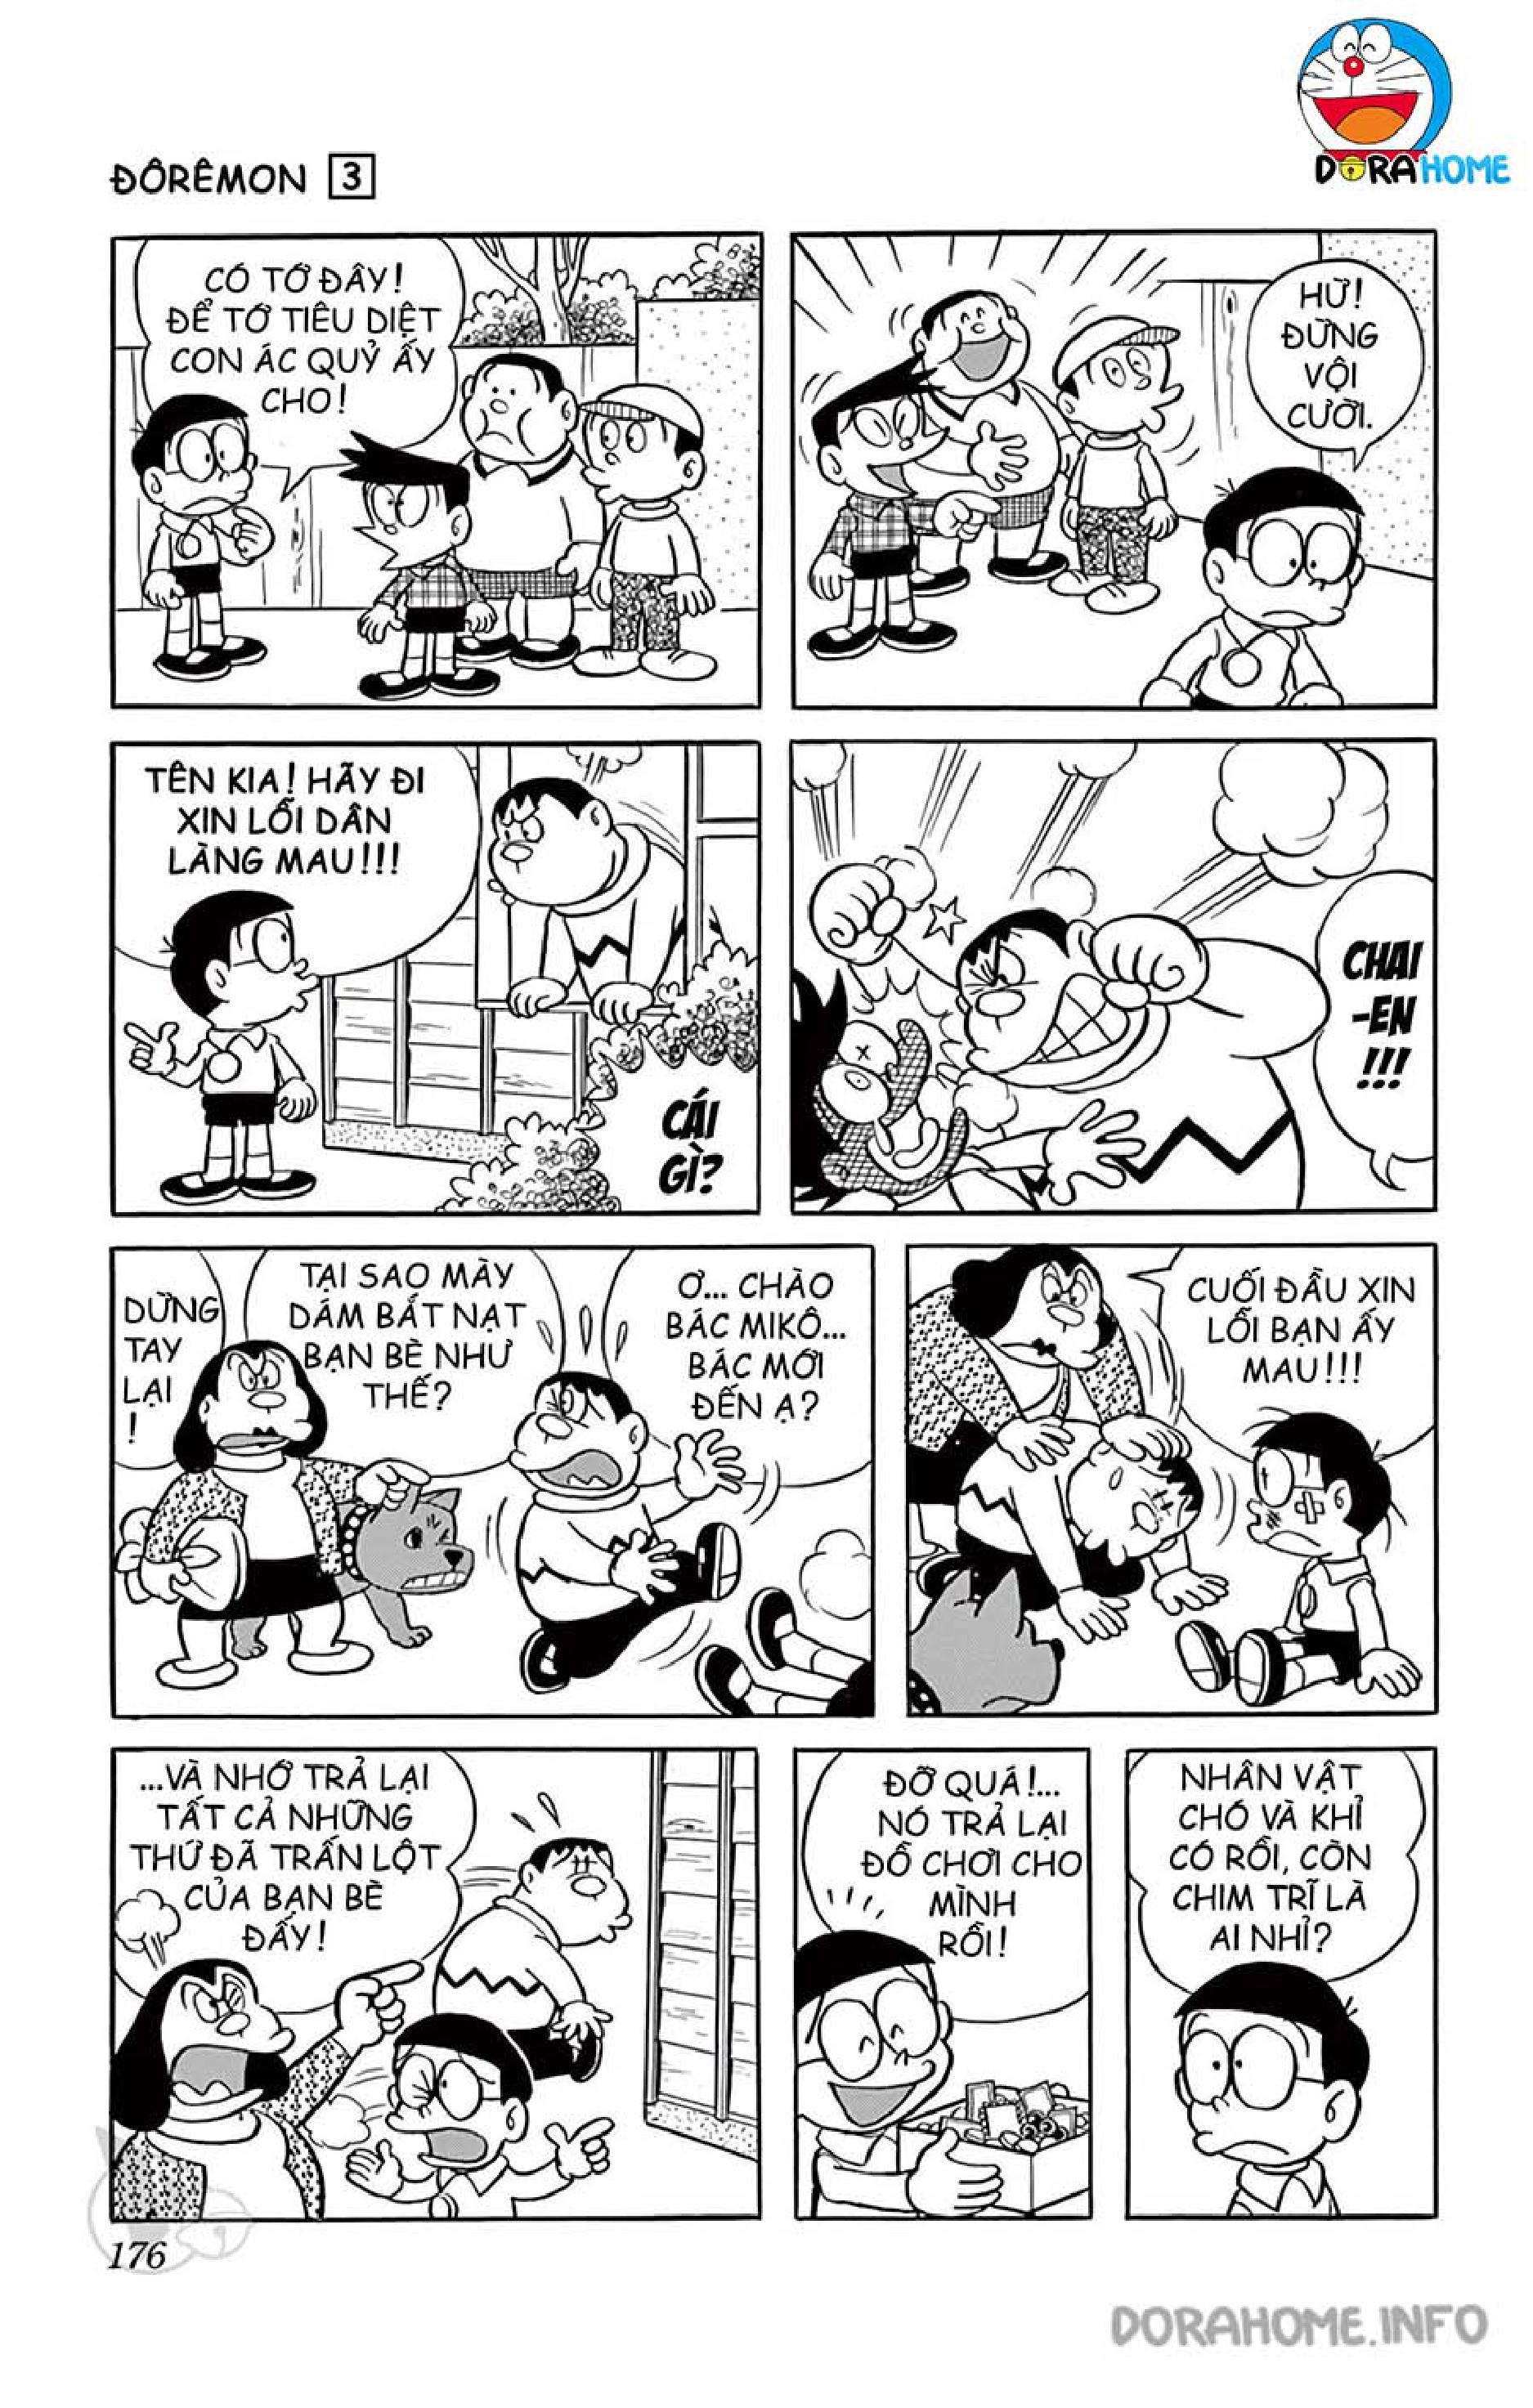 DORAHOME
ĐÔRÊMON 3
CÓ TỚ ĐÂY!
ĐỂ TỚ TIÊU DIỆT
CON ÁC QUỶ ẤY
CHO!
HỪ!
ĐỪNG
VỘI
CƯỜI.
TÊN KIA! HÃY ĐI
XIN LỖI DÂN
LÀNG MAU!!!
CÁI
GÌ?
CHAI
-EN
!!!
DỪNG
TAY
LẠI
!
TẠI SAO MÀY
DÁM BẮT NẠT
BẠN BÈ NHƯ
THẾ?
Ơ... CHÀO
BÁC MIKÔ...
BÁC MỚI
ĐẾN Ạ?
CUỐI ĐẦU XIN
LỖI BẠN ẤY
MAU!!!
...VÀ NHỚ TRẢ LẠI
TẤT CẢ NHỮNG
THỨ ĐÃ TRẤN LỘT
CỦA BẠN BÈ
ĐẤY!
ĐỠ QUÁ!...
NÓ TRẢ LẠI
ĐỒ CHƠI CHO
MÌNH
RỒI!
NHÂN VẬT
CHÓ VÀ KHỈ
CÓ RỒI, CÒN
CHIM TRĨ LÀ
AI NHỈ?
176
DORAHOME.INFO